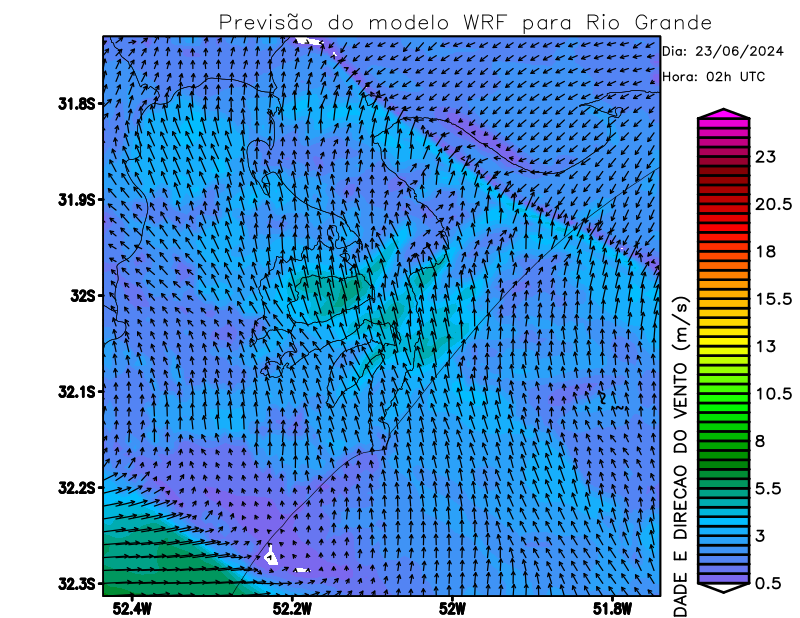 Previsão do modelo WRF para Rio Grande
Dia: 23/06/2024
Hora: 02h UTC
31.8S
31.9S
32S
32.1S
32.2S
32.3S
52.4W
52.2W
52W
51.8W
23
20.5
18
15.5
13
10.5
8
5.5
3
0.5
DADE E DIRECAO DO VENTO (m/s)